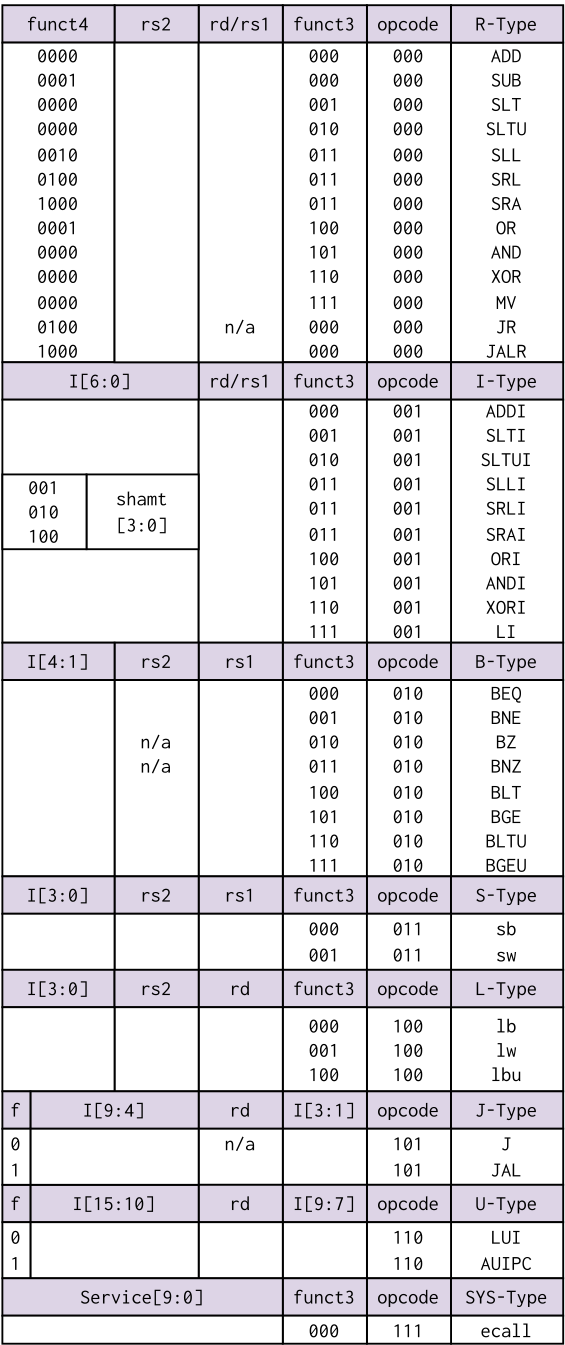 funct4 rs2 rd/rs1 funct3 opcode R-Type
0000 000 000 ADD
0001 000 000 SUB
0000 001 000 SLT
0000 010 000 SLTU
0010 011 000 SLL
0100 011 000 SRL
1000 011 000 SRA
0001 100 000 OR
0000 101 000 AND
0000 110 000 XOR
0000 111 000 MV
0100 n/a 000 000 JR
1000 000 000 JALR
I[6:0] rd/rs1 funct3 opcode I-Type
000 001 ADDI
001 001 SLTI
010 001 SLTUI
001 shamt 011 001 SLLI
010 [3:0] 011 001 SRLI
100 011 001 SRAI
100 001 ORI
101 001 ANDI
110 001 XORI
111 001 LI
I[4:1] rs2 rs1 funct3 opcode B-Type
000 010 BEQ
001 010 BNE
n/a 010 010 BZ
n/a 011 010 BNZ
100 010 BLT
101 010 BGE
110 010 BLTU
111 010 BGEU
I[3:0] rs2 rs1 funct3 opcode S-Type
000 011 sb
001 011 sw
I[3:0] rs2 rd funct3 opcode L-Type
000 100 lb
001 100 lw
100 100 lbu
f I[9:4] rd I[3:1] opcode J-Type
0 n/a 101 J
1 101 JAL
f I[15:10] rd I[9:7] opcode U-Type
0 110 LUI
1 110 AUIPC
Service[9:0] funct3 opcode SYS-Type
000 111 ecall